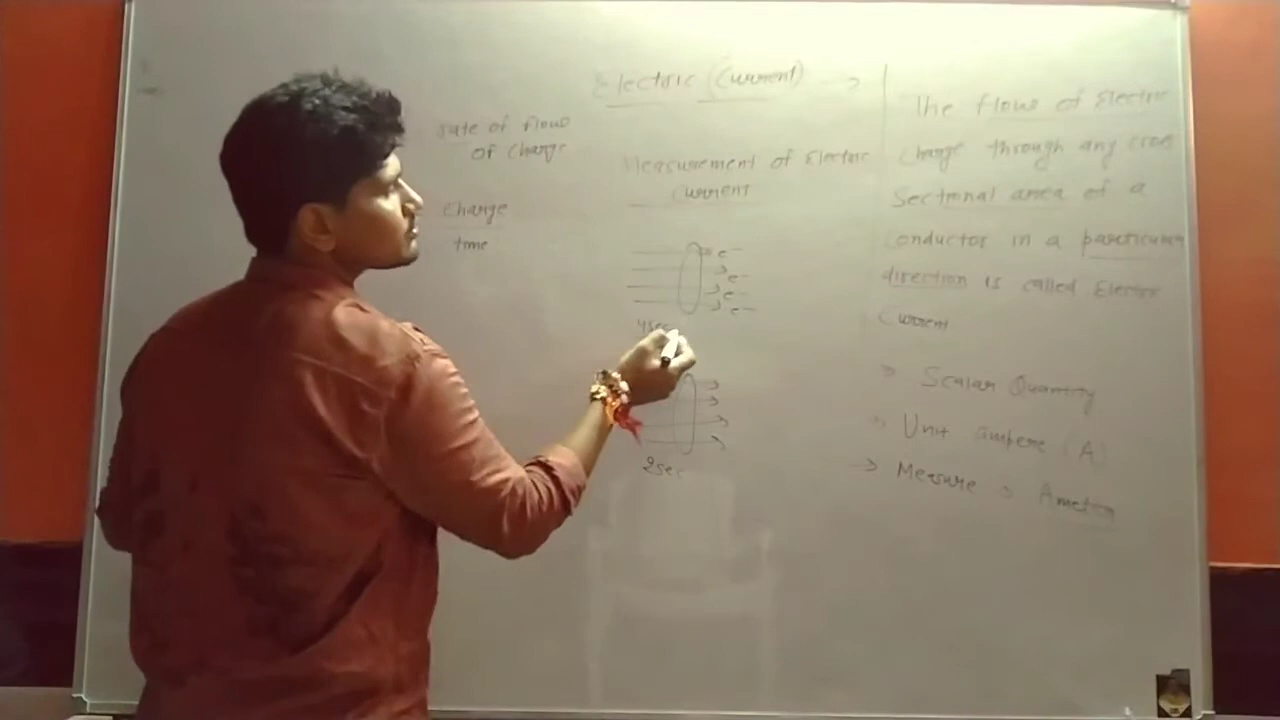 Electric (Current) →
Rate of flow
of charge
Charge
time
Measurement of Electric
Current
e-
e-
e-
e-
4sec
2sec
The flow of Electric
charge through any cross
Sectional area of a
conductor in a particular
direction is called Electric
Current
→ Scalar Quantity
→ Unit ampere (A)
→ Measure → Ameter